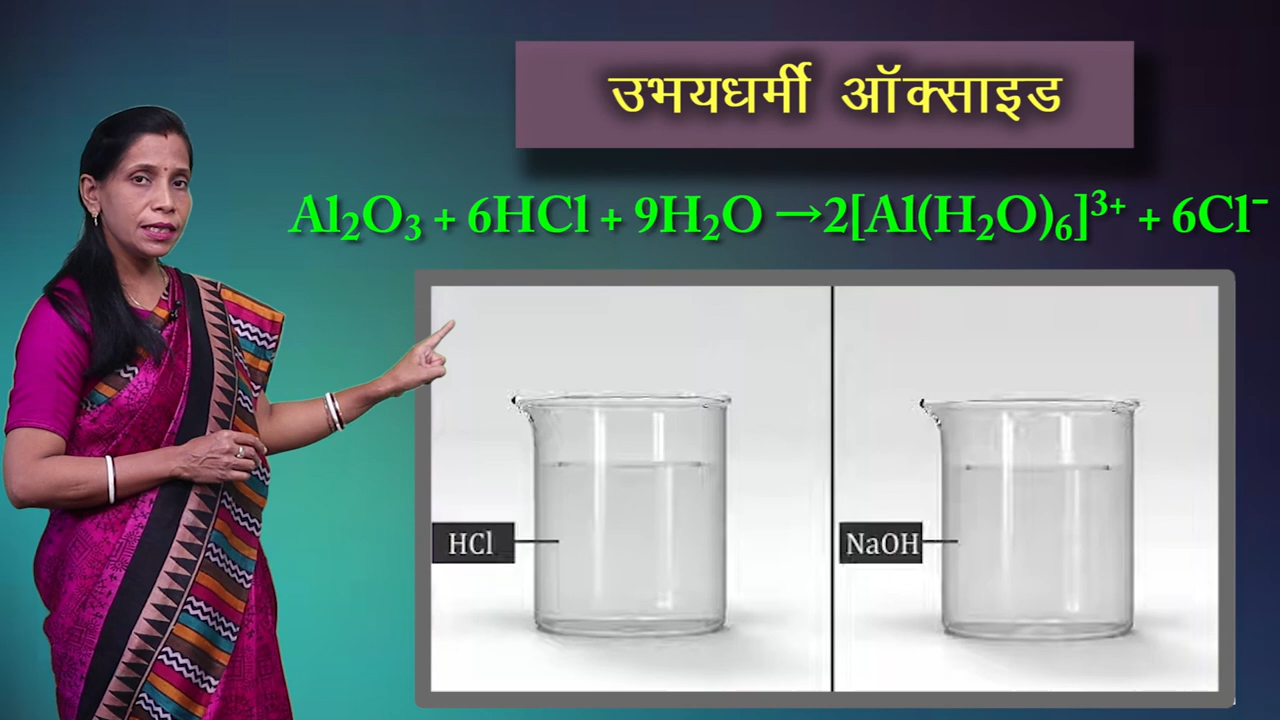 उभयधर्मी ऑक्साइड
Al₂O₃ + 6HCl + 9H₂O →2[Al(H₂O)₆]³⁺ + 6Cl⁻
HCl
NaOH